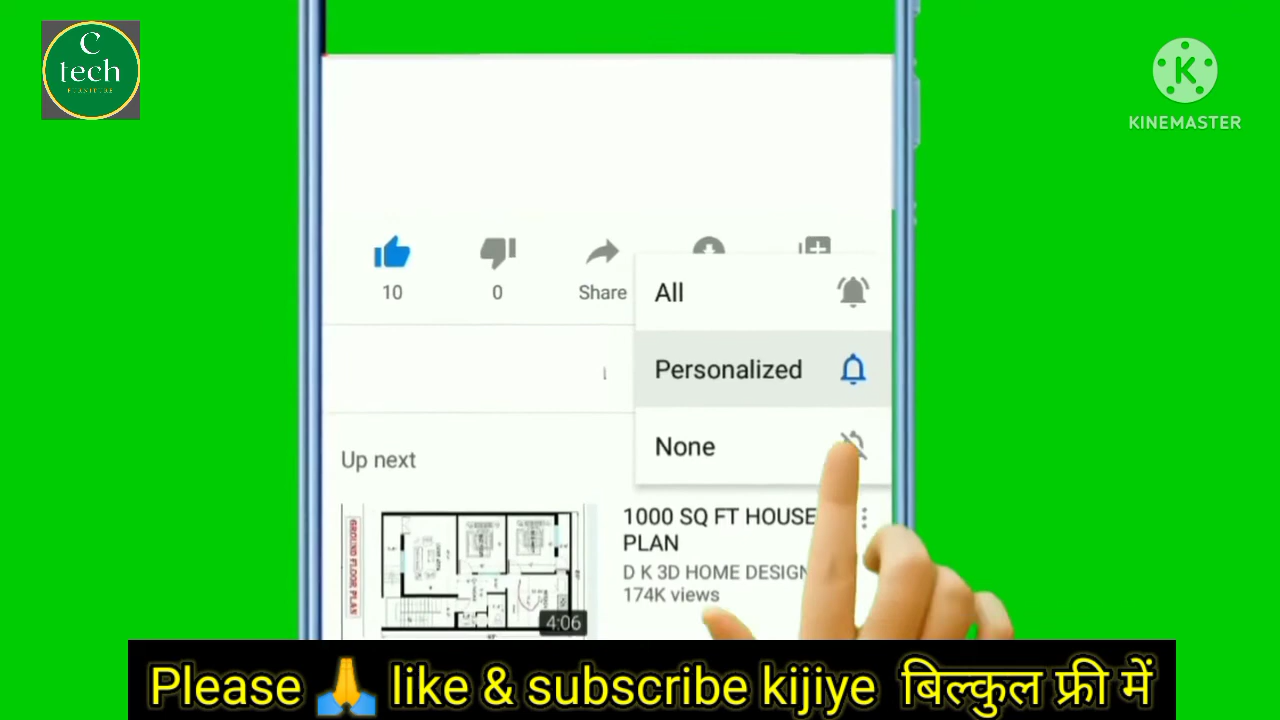 C
tech
FURNITURE
KINEMASTER
10
0
Share
All
Personalized
None
Up next
GROUND FLOOR PLAN
1000 SQ FT HOUSE
PLAN
D K 3D HOME DESIGN
174K views
4:06
Please 🙏 like & subscribe kijiye बिल्कुल फ्री में